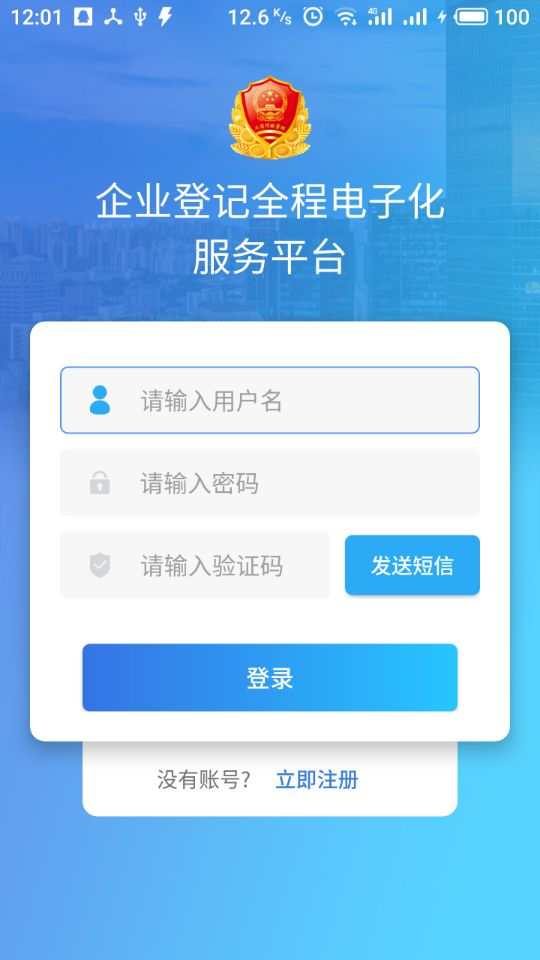 12:01 12.6 K/s 4G 100
企业登记全程电子化
服务平台
请输入用户名
请输入密码
请输入验证码 发送短信
登录
没有账号? 立即注册